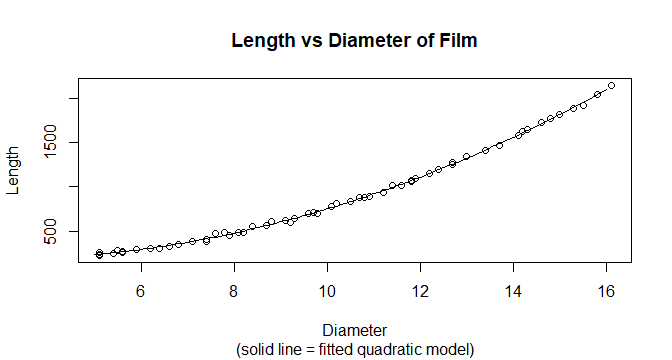 Length vs Diameter of Film
Length
1500
500
6 8 10 12 14 16
Diameter
(solid line = fitted quadratic model)